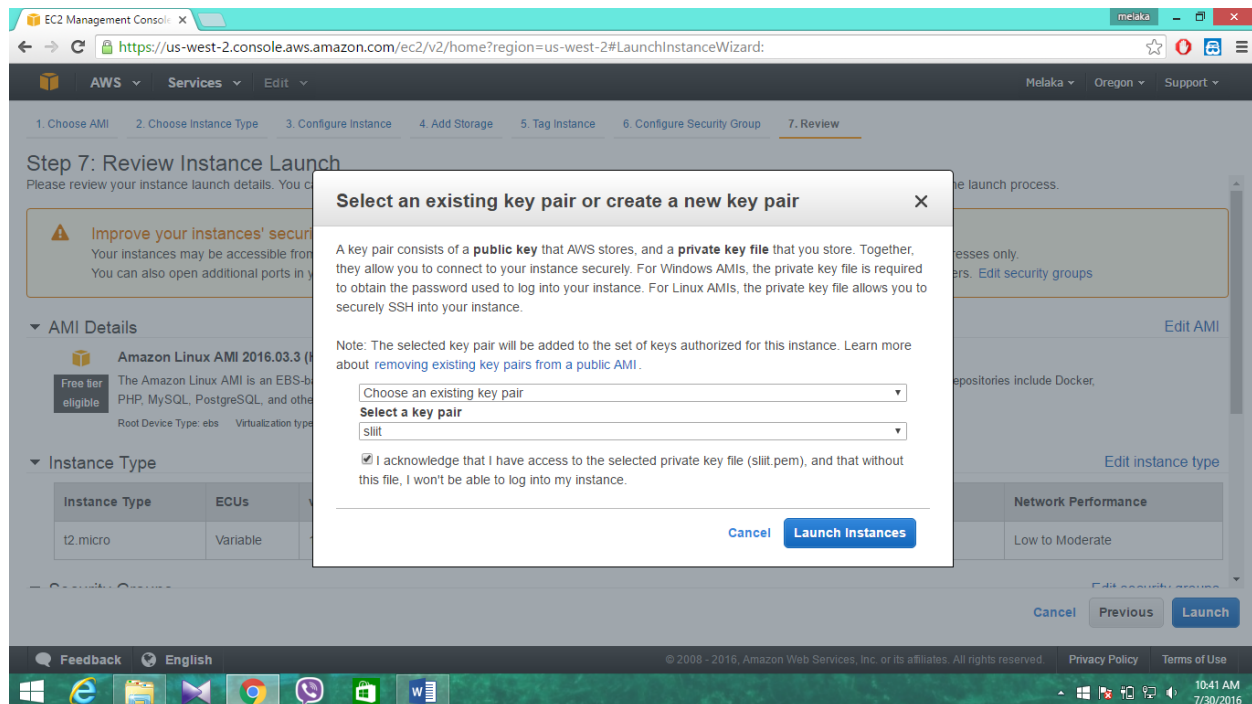 EC2 Management Console
melaka
https://us-west-2.console.aws.amazon.com/ec2/v2/home?region=us-west-2#LaunchInstanceWizard:
AWS Services Edit Melaka Oregon Support
1. Choose AMI 2. Choose Instance Type 3. Configure Instance 4. Add Storage 5. Tag Instance 6. Configure Security Group 7. Review
Step 7: Review Instance Launch
Please review your instance launch details. You c he launch process.
Improve your instances' securi
Your instances may be accessible from resses only.
You can also open additional ports in y ers. Edit security groups
AMI Details Edit AMI
Amazon Linux AMI 2016.03.3 (
Free tier eligible
The Amazon Linux AMI is an EBS-ba epositories include Docker,
PHP, MySQL, PostgreSQL, and othe
Root Device Type: ebs Virtualization type
Instance Type Edit instance type
Instance Type ECUs Network Performance
t2.micro Variable Low to Moderate
Select an existing key pair or create a new key pair
A key pair consists of a public key that AWS stores, and a private key file that you store. Together,
they allow you to connect to your instance securely. For Windows AMIs, the private key file is required
to obtain the password used to log into your instance. For Linux AMIs, the private key file allows you to
securely SSH into your instance.
Note: The selected key pair will be added to the set of keys authorized for this instance. Learn more
about removing existing key pairs from a public AMI .
Choose an existing key pair
Select a key pair
sliit
I acknowledge that I have access to the selected private key file (sliit.pem), and that without
this file, I won't be able to log into my instance.
Cancel Launch Instances
Cancel Previous Launch
Feedback English © 2008 - 2016, Amazon Web Services, Inc. or its affiliates. All rights reserved. Privacy Policy Terms of Use
10:41 AM
7/30/2016